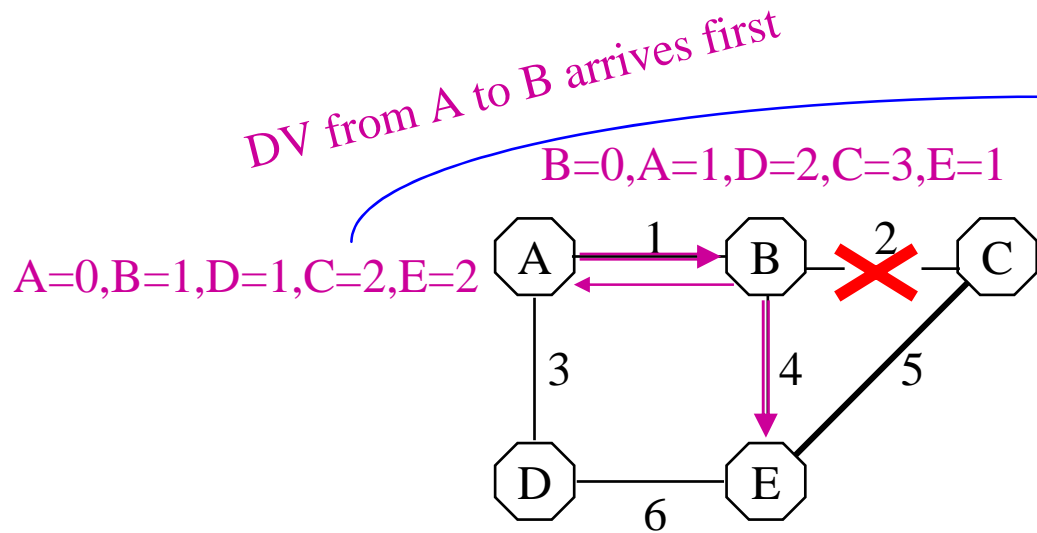 DV from A to B arrives first
B=0,A=1,D=2,C=3,E=1
A=0,B=1,D=1,C=2,E=2
A 1 B 2 C
3 4 5
D 6 E